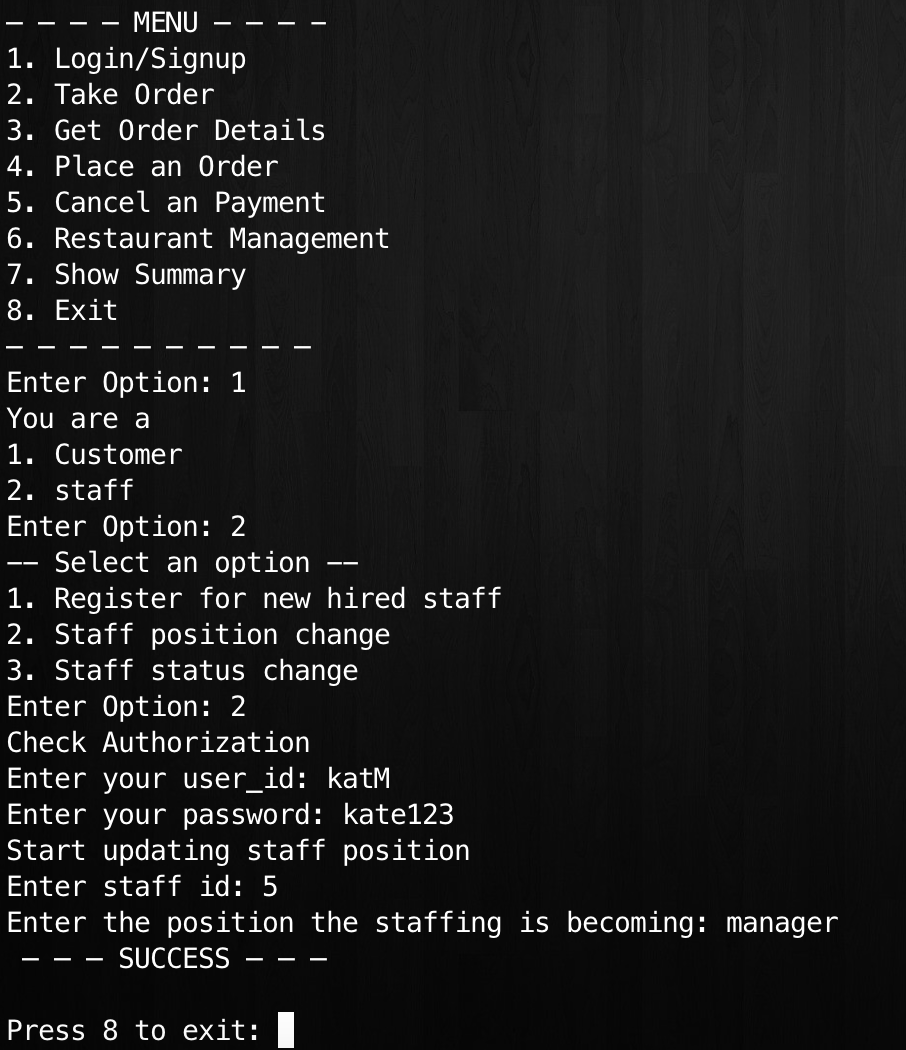 — — — — MENU — — — —
1. Login/Signup
2. Take Order
3. Get Order Details
4. Place an Order
5. Cancel an Payment
6. Restaurant Management
7. Show Summary
8. Exit
— — — — — — — — — —
Enter Option: 1
You are a
1. Customer
2. staff
Enter Option: 2
—— Select an option ——
1. Register for new hired staff
2. Staff position change
3. Staff status change
Enter Option: 2
Check Authorization
Enter your user_id: katM
Enter your password: kate123
Start updating staff position
Enter staff id: 5
Enter the position the staffing is becoming: manager
— — — SUCCESS — — —
Press 8 to exit: